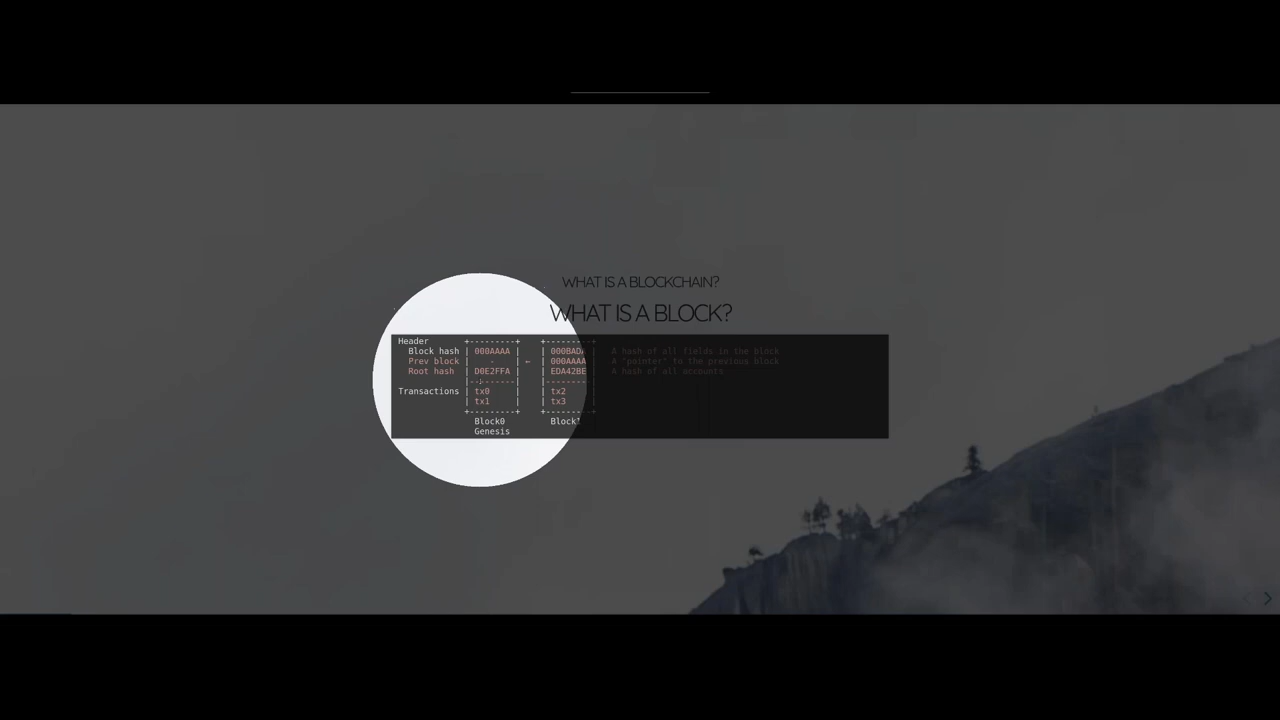 WHAT IS A BLOCKCHAIN?
WHAT IS A BLOCK?
Header +---------+ +---------+
Block hash | 000AAAA | | 000BADA | A hash of all fields in the block
Prev block | - | ← | 000AAAA | A 'pointer' to the previous block
Root hash | D0E2FFA | | EDA42BE | A hash of all accounts
|---------| |---------|
Transactions | tx0 | | tx2 |
| tx1 | | tx3 |
+---------+ +---------+
Block0 Block1
Genesis